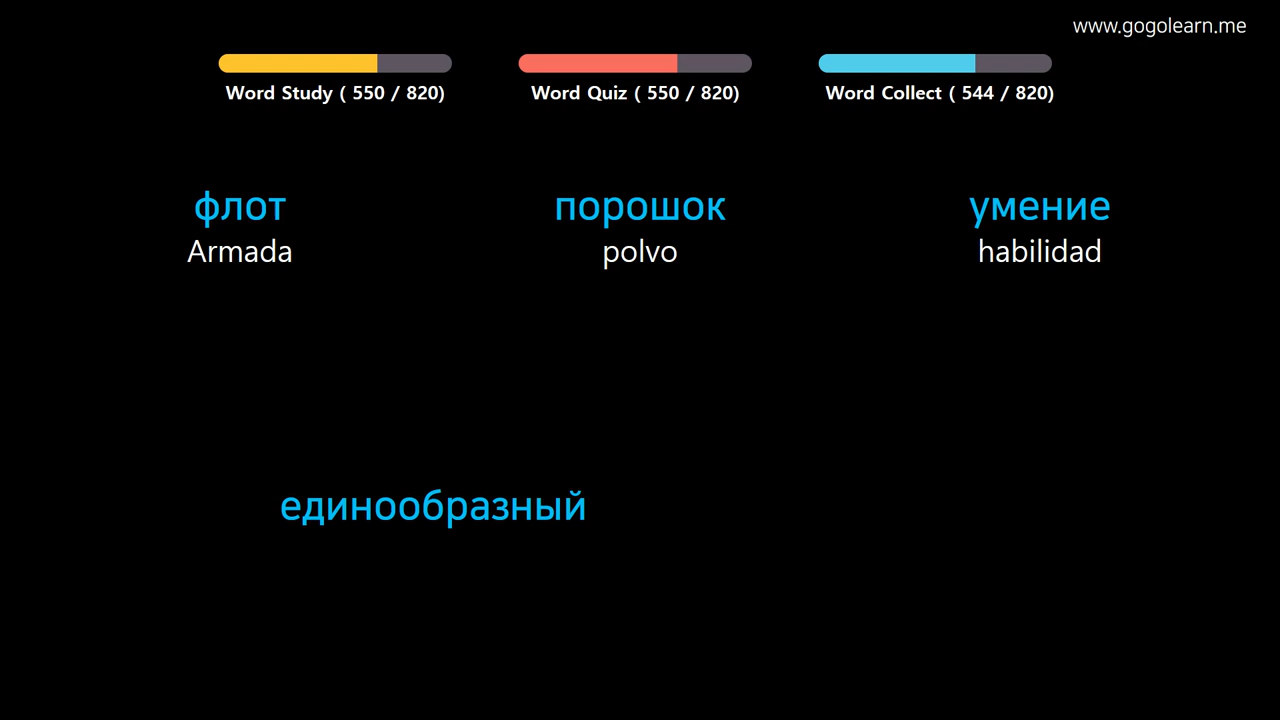 www.gogolearn.me
Word Study ( 550 / 820)
Word Quiz ( 550 / 820)
Word Collect ( 544 / 820)
флот
Armada
порошок
polvo
умение
habilidad
единообразный